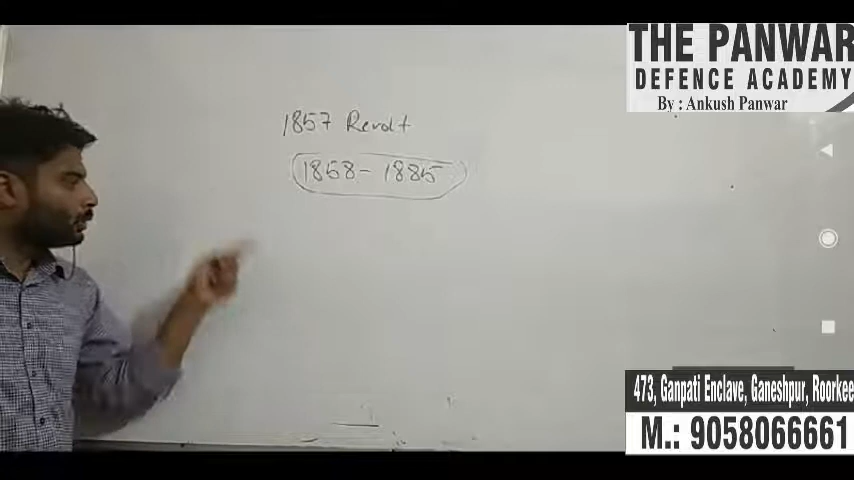 THE PANWAR
DEFENCE ACADEMY
By : Ankush Panwar
1857 Revolt
1858 - 1885
473, Ganpati Enclave, Ganeshpur, Roorkee
M.: 9058066661